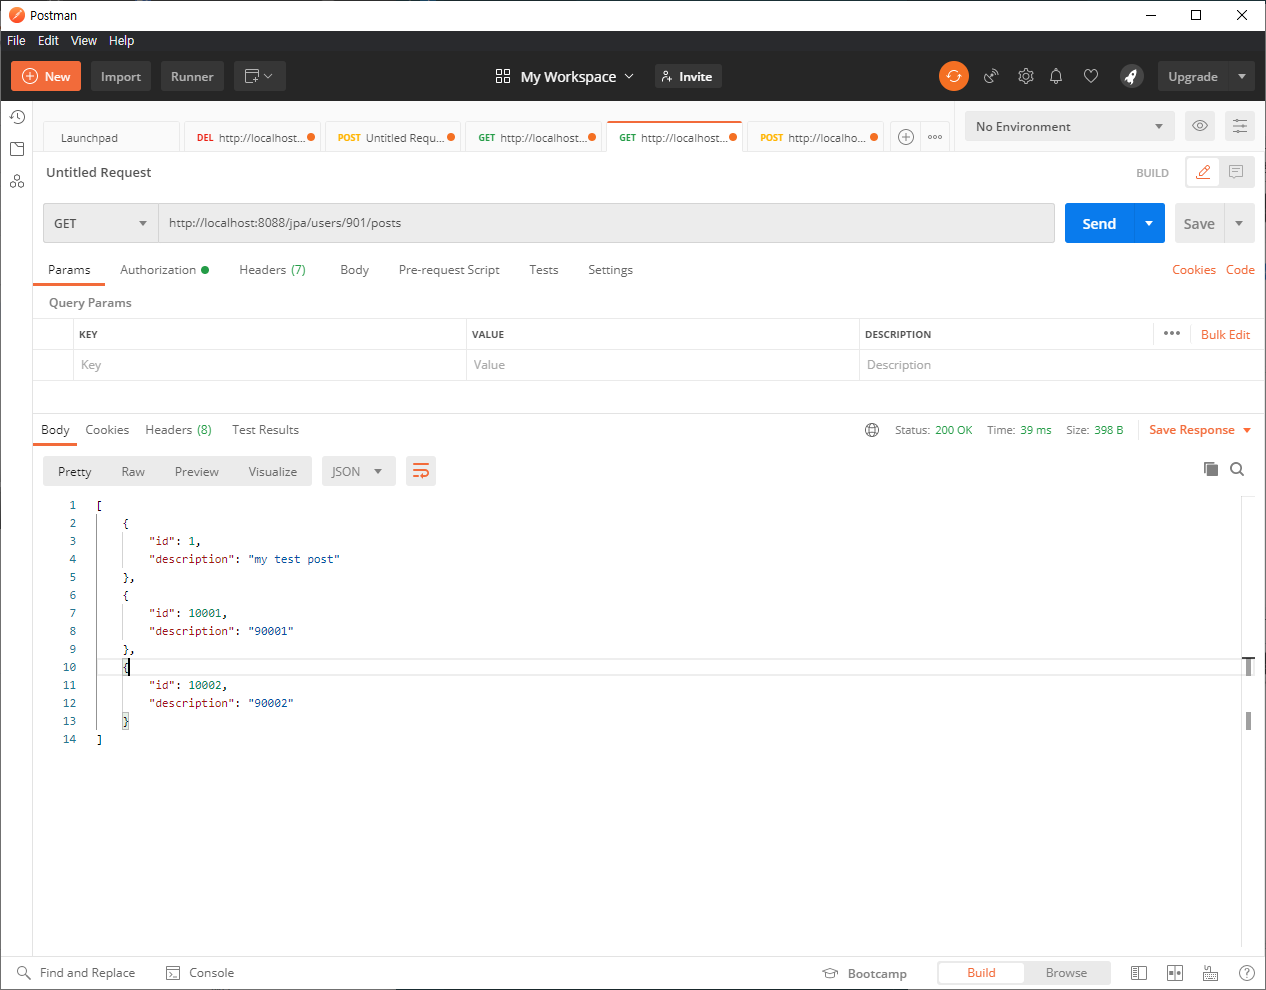 Postman
File Edit View Help
New Import Runner My Workspace Invite Upgrade
Launchpad DEL http://localhost... POST Untitled Requ... GET http://localhost... GET http://localhost... POST http://localho... No Environment
Untitled Request BUILD
GET http://localhost:8088/jpa/users/901/posts Send Save
Params Authorization Headers (7) Body Pre-request Script Tests Settings Cookies Code
Query Params
KEY VALUE DESCRIPTION Bulk Edit
Key Value Description
Body Cookies Headers (8) Test Results Status: 200 OK Time: 39 ms Size: 398 B Save Response
Pretty Raw Preview Visualize JSON
1 [
2 {
3 "id": 1,
4 "description": "my test post"
5 },
6 {
7 "id": 10001,
8 "description": "90001"
9 },
10 {
11 "id": 10002,
12 "description": "90002"
13 }
14 ]
Find and Replace Console Bootcamp Build Browse